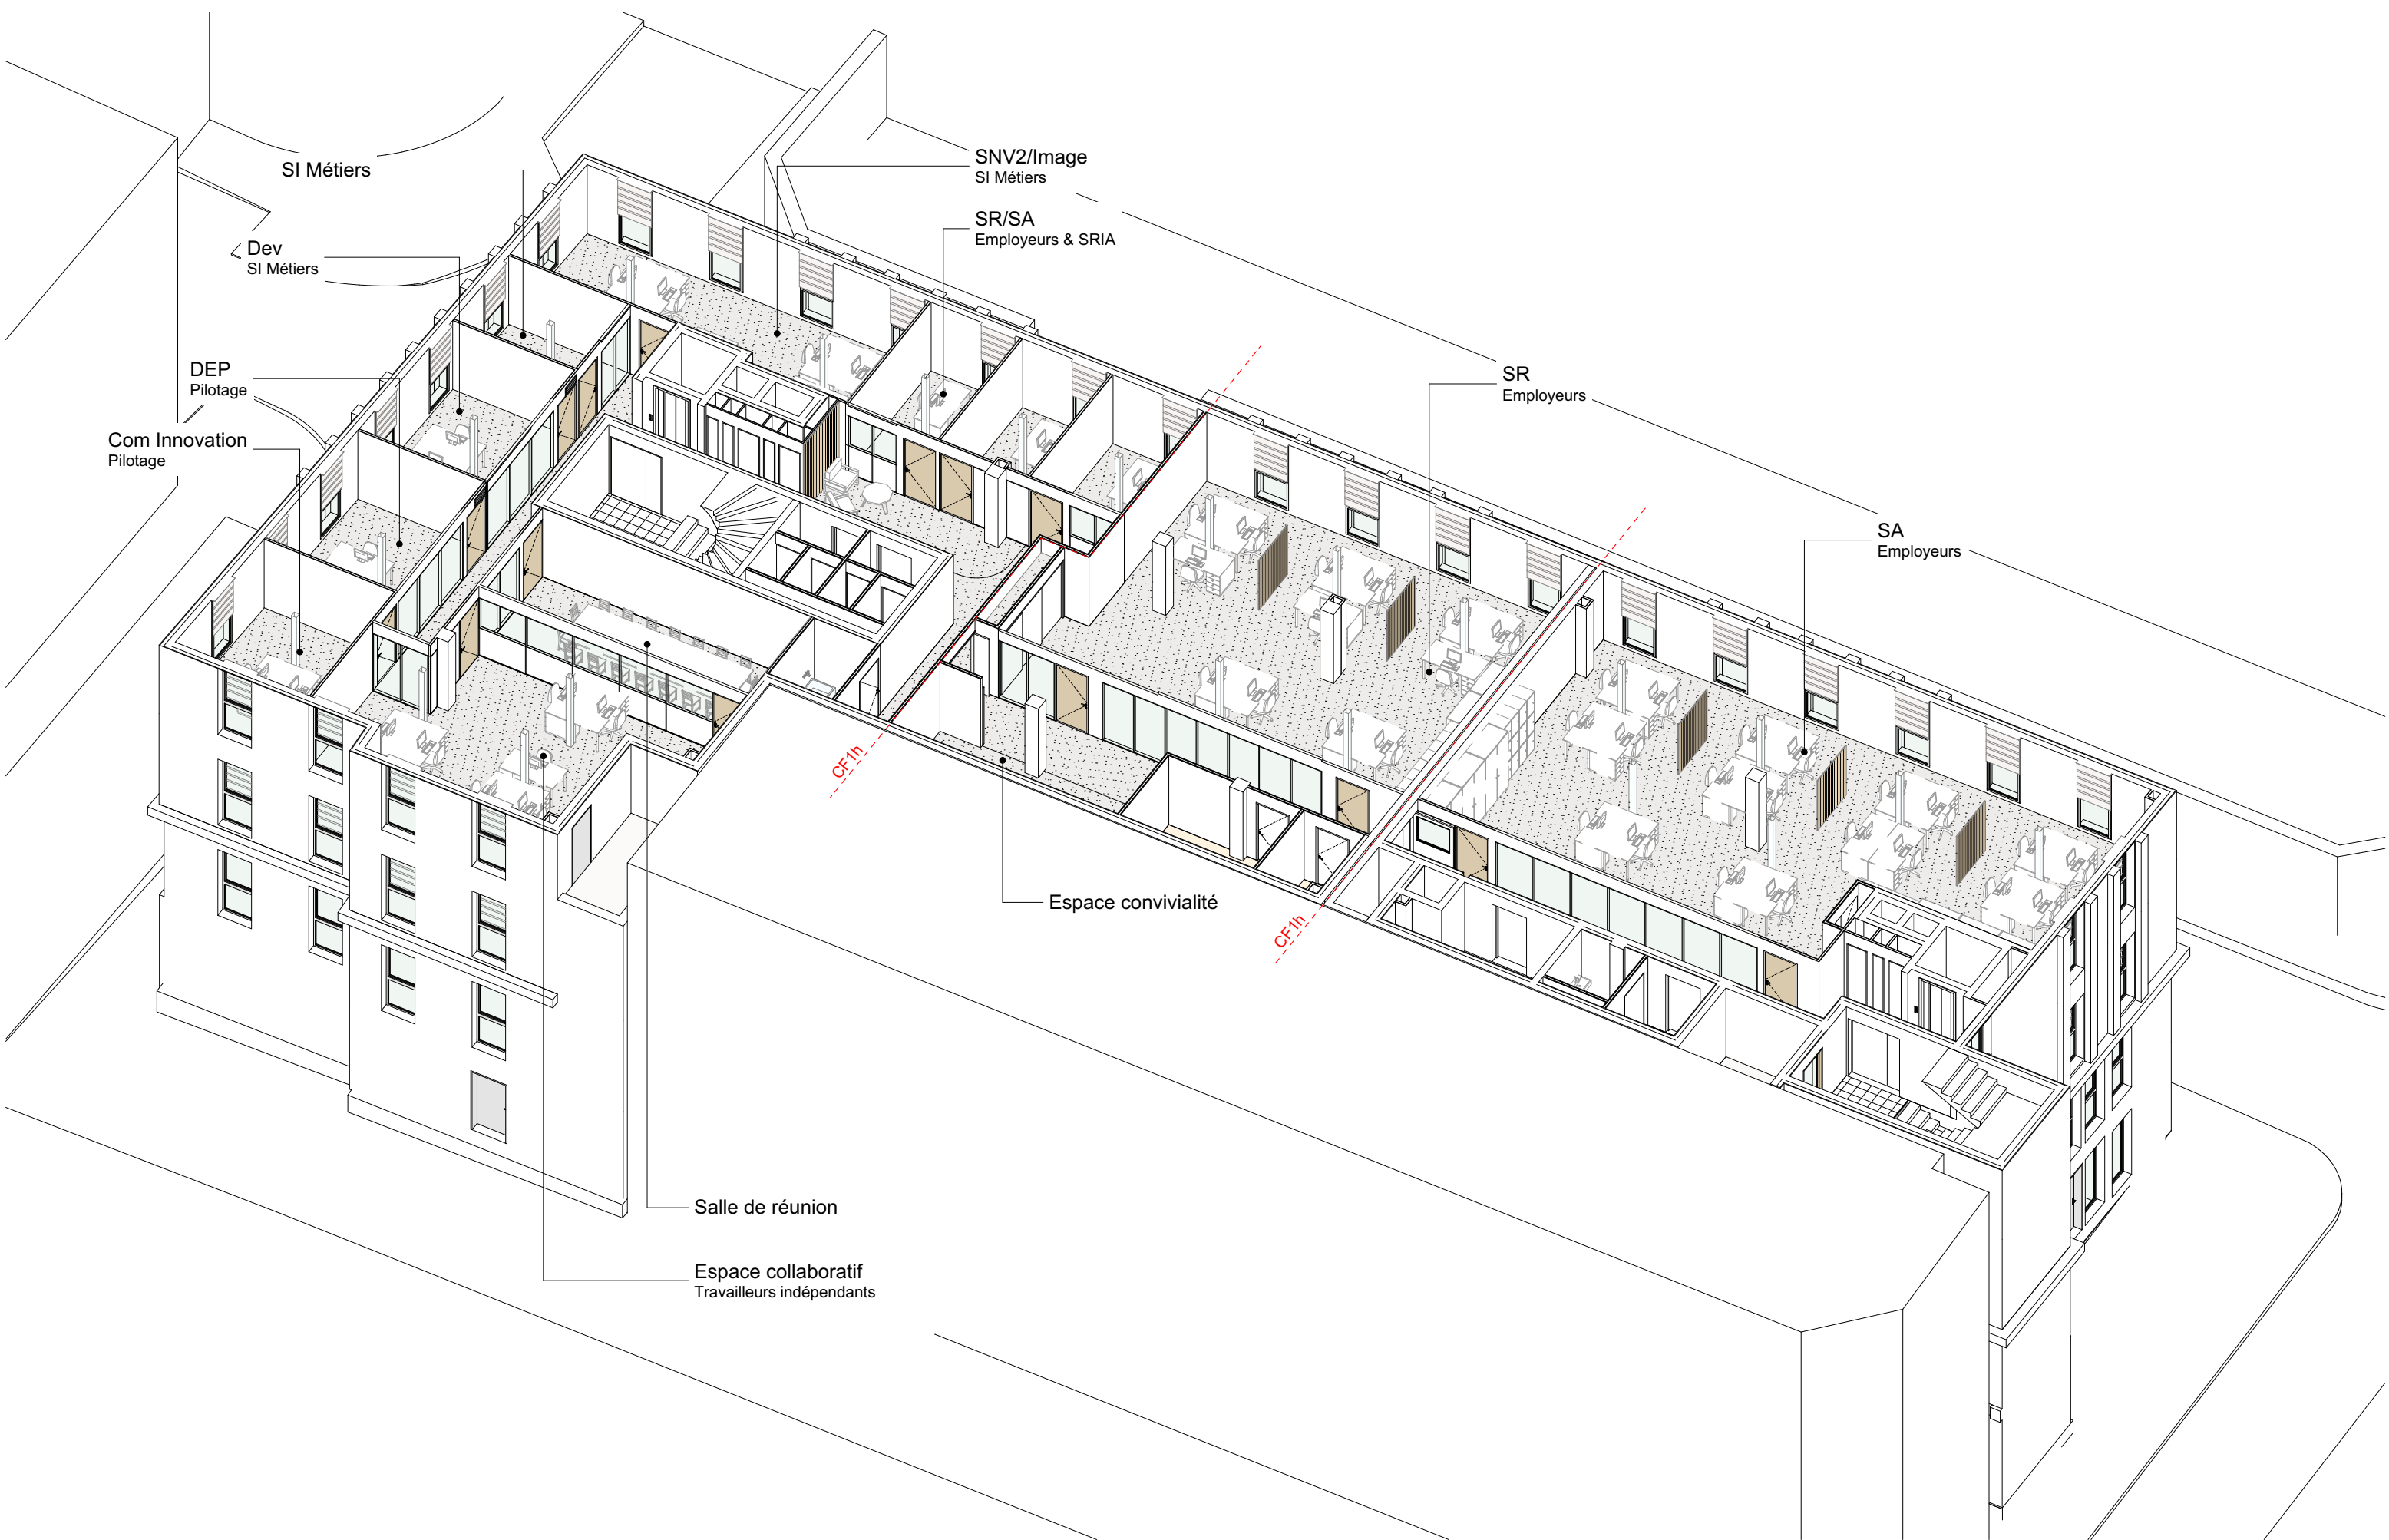 SNV2/Image
SI Métiers
SI Métiers
SR/SA
Employeurs & SRIA
Dev
SI Métiers
DEP
Pilotage
SR
Employeurs
Com Innovation
Pilotage
SA
Employeurs
CF1h
Espace convivialité
CF1h
Salle de réunion
Espace collaboratif
Travailleurs indépendants